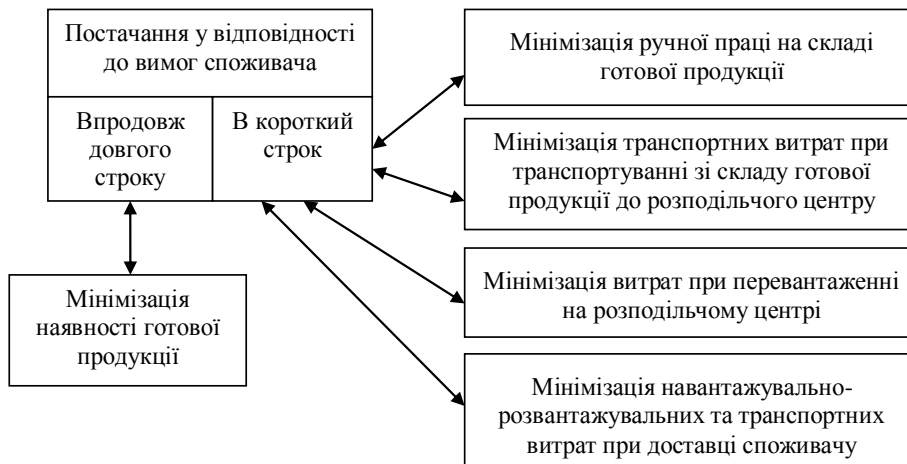 Постачання у відповідності
до вимог споживача
Впродовж
довгого
строку
В короткий
строк
Мінімізація
наявності готової
продукції
Мінімізація ручної праці на складі
готової продукції
Мінімізація транспортних витрат при
транспортуванні зі складу готової
продукції до розподільчого центру
Мінімізація витрат при перевантаженні
на розподільчому центрі
Мінімізація навантажувально-
розвантажувальних та транспортних
витрат при доставці споживачу